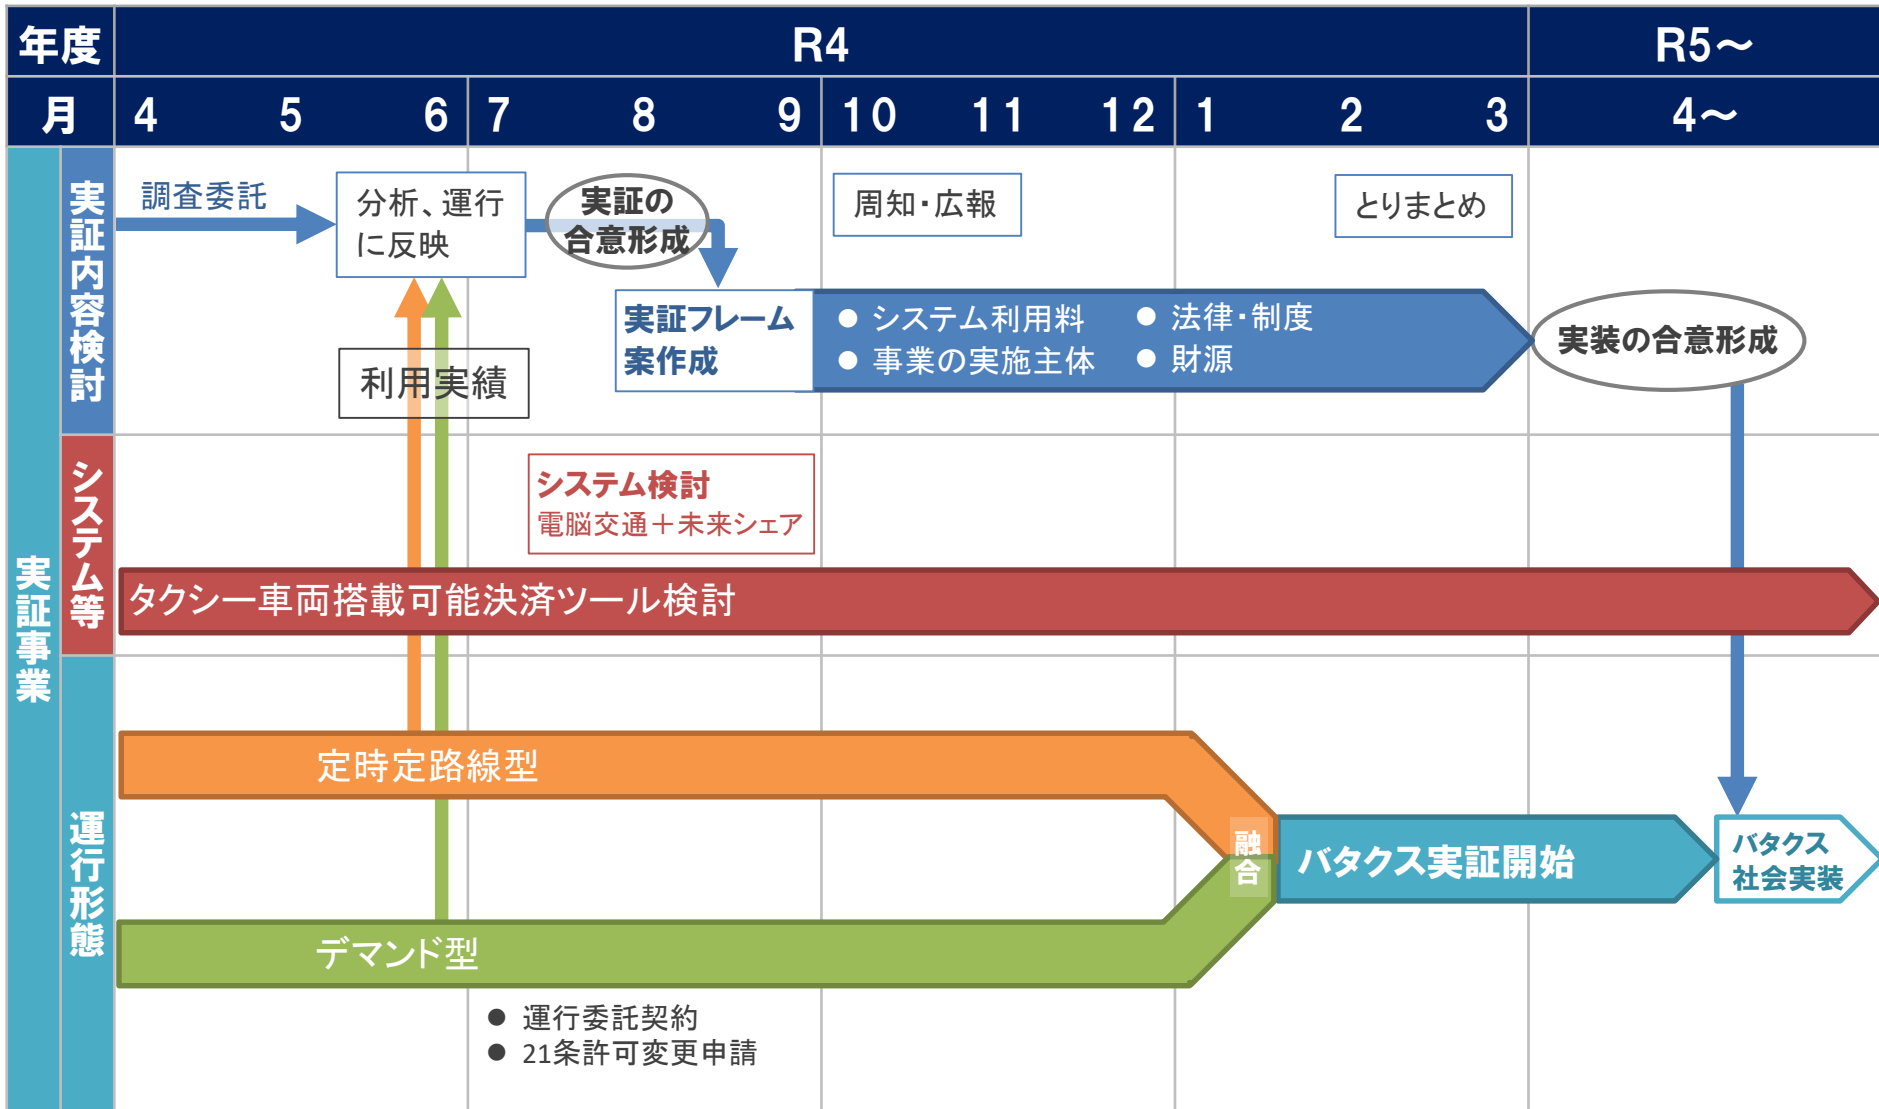 年度
R4
R5～
月
4 5 6 7 8 9 10 11 12 1 2 3
4～
実証事業
実証内容検討
調査委託
分析、運行
に反映
実証の
合意形成
周知・広報
とりまとめ
実証フレーム
案作成
● システム利用料
● 事業の実施主体
● 法律・制度
● 財源
実装の合意形成
利用実績
システム等
システム検討
電脳交通＋未来シェア
タクシー車両搭載可能決済ツール検討
運行形態
定時定路線型
融合
バタクス実証開始
バタクス
社会実装
デマンド型
● 運行委託契約
● 21条許可変更申請